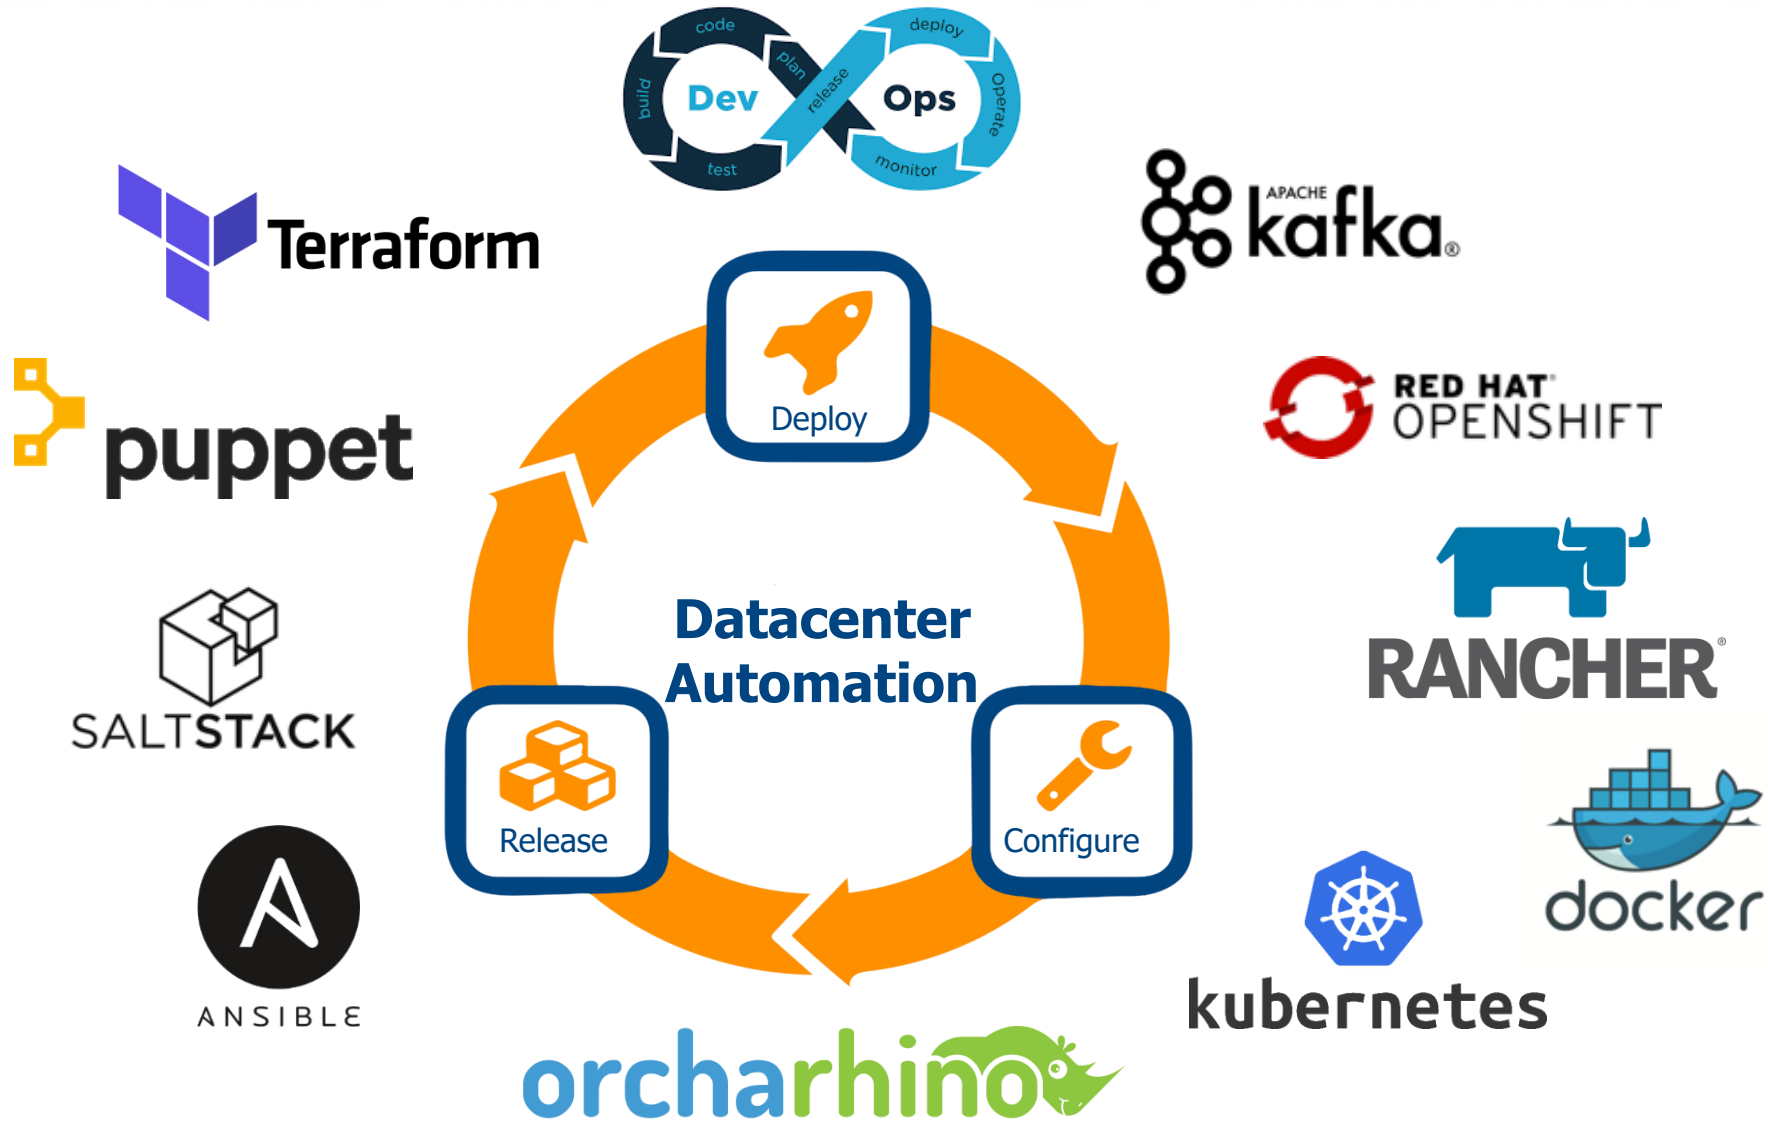 code
plan
deploy
build
Dev
release
Ops
Operate
test
monitor
Terraform
APACHE
kafka®
puppet
Deploy
RED HAT
OPENSHIFT
Datacenter
Automation
RANCHER®
SALTSTACK
Release
Configure
docker
ANSIBLE
kubernetes
orcharhino